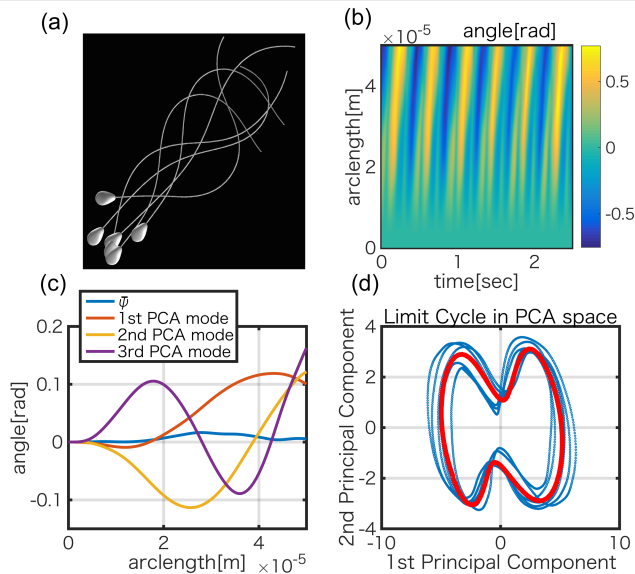 (a)
(b)
×10⁻⁵
angle[rad]
arclength[m]
4
2
0
0
1
2
time[sec]
0.5
0
-0.5
(c)
ψ̄
1st PCA mode
2nd PCA mode
3rd PCA mode
angle[rad]
0.2
0.1
0
-0.1
0
2
4
arclength[m]
×10⁻⁵
(d)
Limit Cycle in PCA space
2nd Principal Component
4
2
0
-2
-4
-10
0
10
1st Principal Component